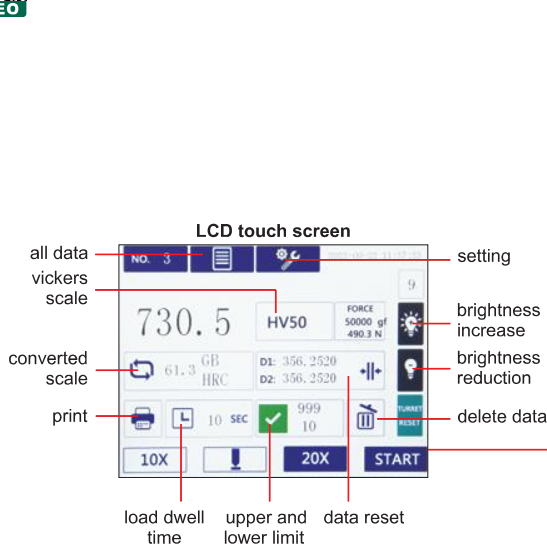 EO
LCD touch screen
all data
setting
NO. 3
vickers
scale
9
730.5
HV50
FORCE
50000 gf
490.3 N
brightness
increase
converted
scale
61.3
GB
HRC
D1: 356.2520
D2: 356.2520
brightness
reduction
print
10 SEC
999
10
TURRET
RESET
delete data
10X
20X
START
load dwell
time
upper and
lower limit
data reset